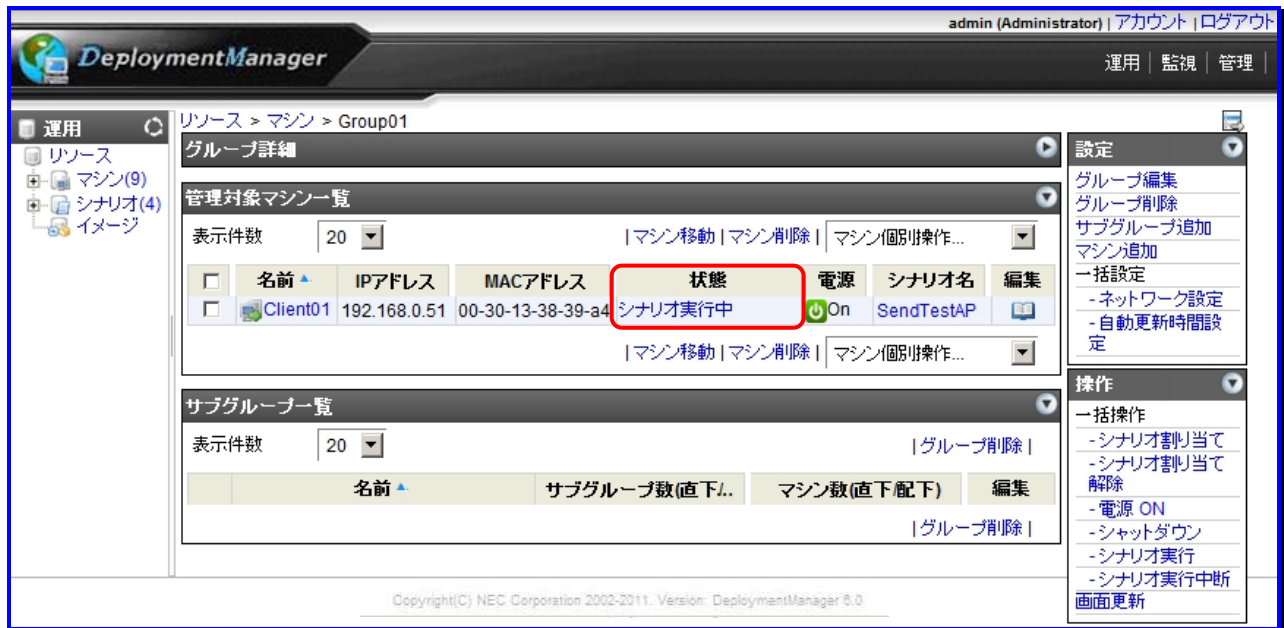 admin (Administrator) | アカウント | ログアウト
DeploymentManager
運用 | 監視 | 管理 |
運用
リソース
マシン(9)
シナリオ(4)
イメージ
リソース > マシン > Group01
グループ詳細
管理対象マシン一覧
表示件数 20 | マシン移動 | マシン削除 | マシン個別操作...
名前 IPアドレス MACアドレス 状態 電源 シナリオ名 編集
Client01 192.168.0.51 00-30-13-38-39-a4 シナリオ実行中 On SendTestAP
| マシン移動 | マシン削除 | マシン個別操作...
サブグループ一覧
表示件数 20 | グループ削除 |
名前 サブグループ数(直下/.. マシン数(直下/配下) 編集
| グループ削除 |
設定
グループ編集
グループ削除
サブグループ追加
マシン追加
一括設定
- ネットワーク設定
- 自動更新時間設
定
操作
一括操作
- シナリオ割り当て
- シナリオ割り当て
解除
- 電源 ON
- シャットダウン
- シナリオ実行
- シナリオ実行中断
画面更新
Copyright(C) NEC Corporation 2002-2011. Version: DeploymentManager 6.0